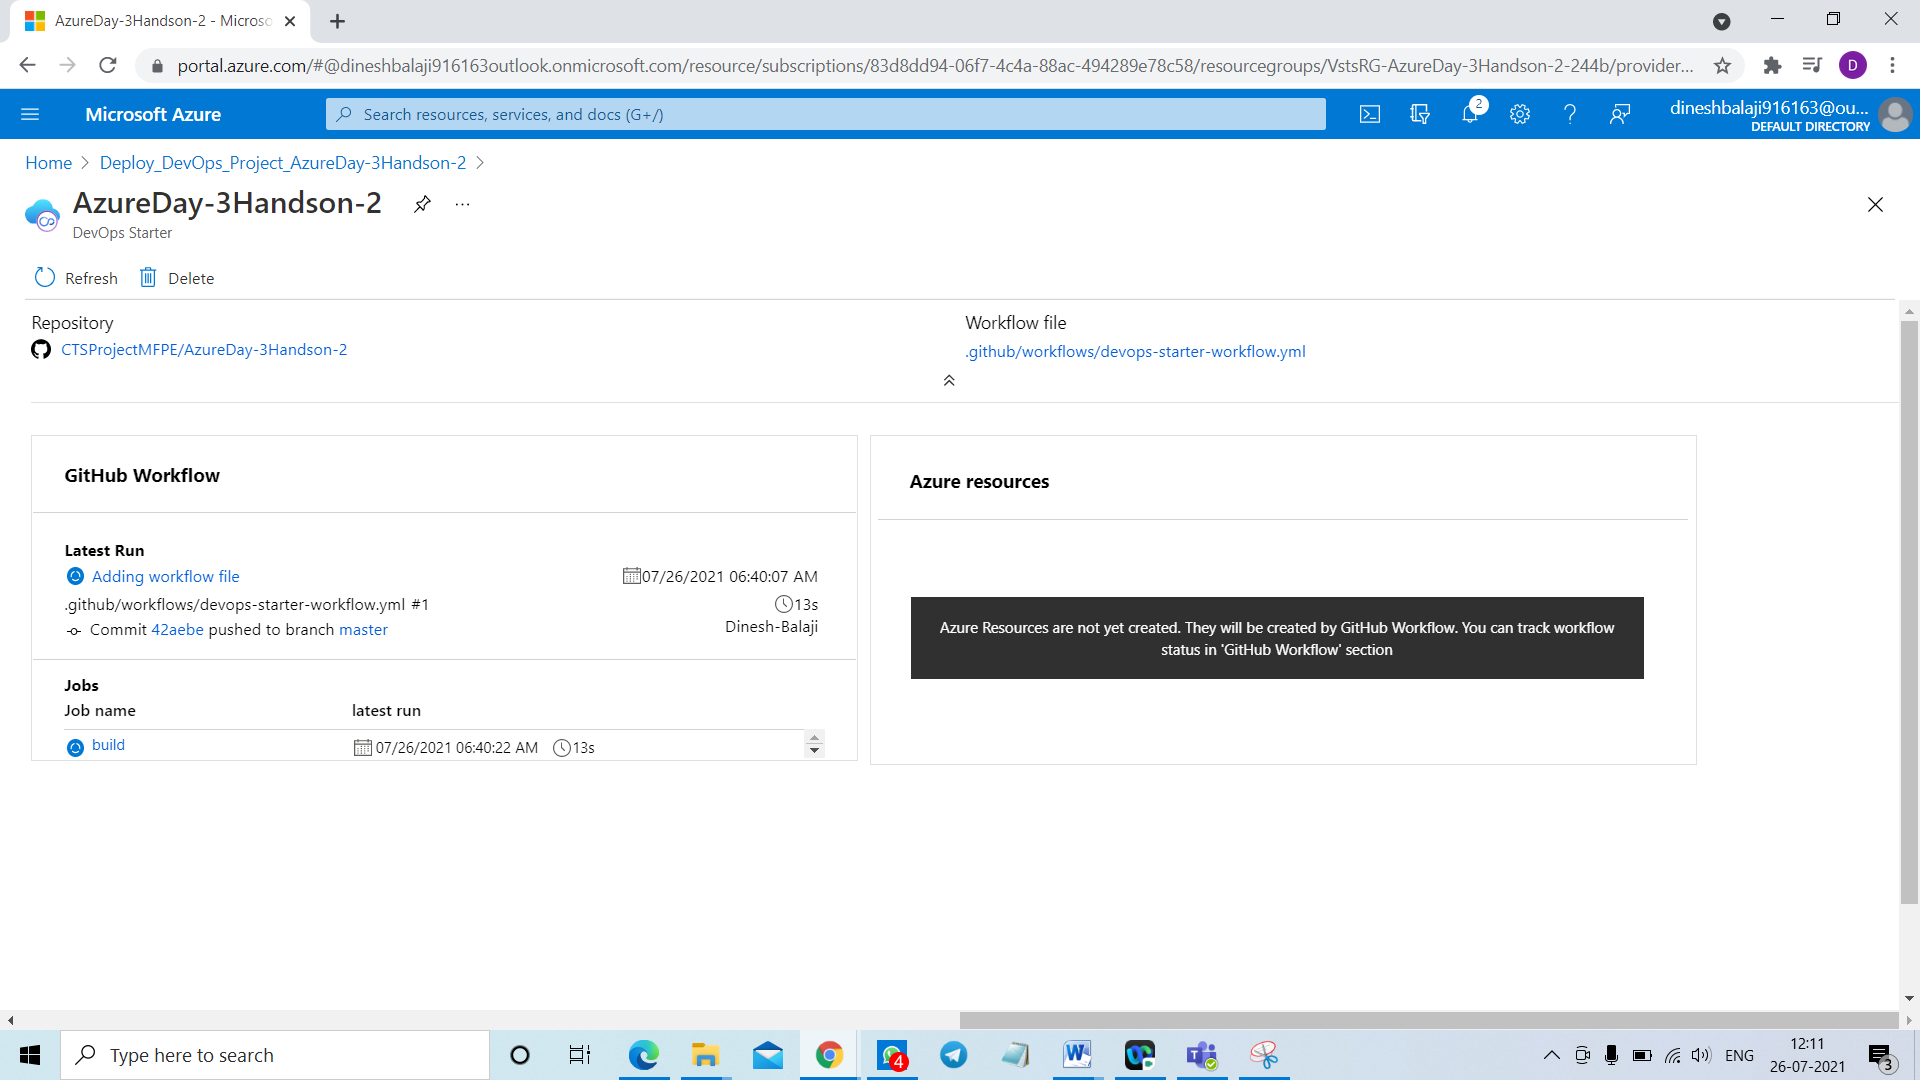 AzureDay-3Handson-2 - Microso
portal.azure.com/#@dineshbalaji916163outlook.onmicrosoft.com/resource/subscriptions/83d8dd94-06f7-4c4a-88ac-494289e78c58/resourcegroups/VstsRG-AzureDay-3Handson-2-244b/provider...
D
Microsoft Azure
Search resources, services, and docs (G+/)
2
dineshbalaji916163@ou...
DEFAULT DIRECTORY
Home
Deploy_DevOps_Project_AzureDay-3Handson-2
AzureDay-3Handson-2
...
DevOps Starter
Refresh
Delete
Repository
CTSProjectMFPE/AzureDay-3Handson-2
Workflow file
.github/workflows/devops-starter-workflow.yml
GitHub Workflow
Latest Run
Adding workflow file
07/26/2021 06:40:07 AM
.github/workflows/devops-starter-workflow.yml #1
13s
Commit 42aebe pushed to branch master
Dinesh-Balaji
Jobs
Job name
latest run
build
07/26/2021 06:40:22 AM
13s
Azure resources
Azure Resources are not yet created. They will be created by GitHub Workflow. You can track workflow
status in 'GitHub Workflow' section
Type here to search
4
ENG
12:11
26-07-2021
3